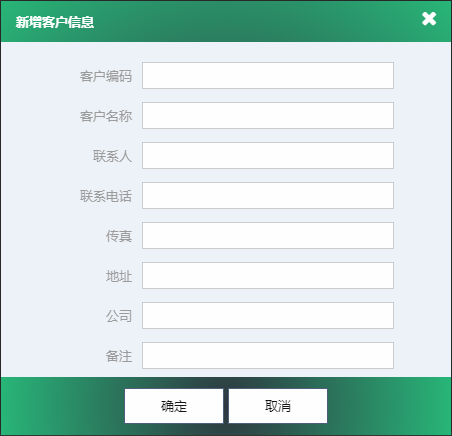 新增客户信息
客户编码
客户名称
联系人
联系电话
传真
地址
公司
备注
确定 取消